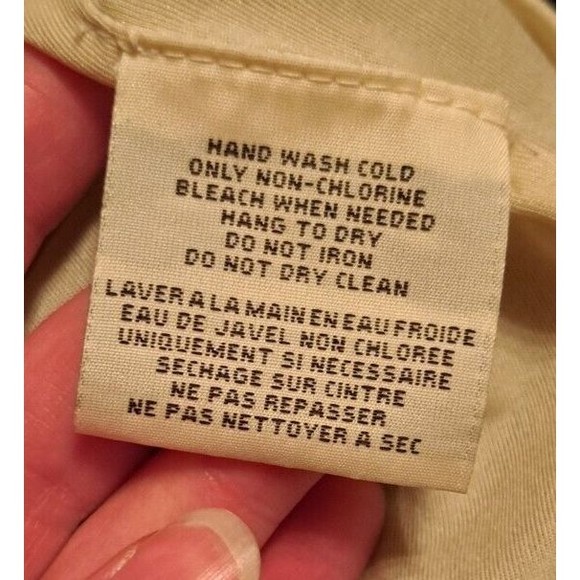 HAND WASH COLD
ONLY NON-CHLORINE
BLEACH WHEN NEEDED
HANG TO DRY
DO NOT IRON
DO NOT DRY CLEAN
LAVER A LA MAIN EN EAU FROIDE
EAU DE JAVEL NON CHLOREE
UNIQUEMENT SI NECESSAIRE
SECHAGE SUR CINTRE
NE PAS REPASSER
NE PAS NETTOYER A SEC